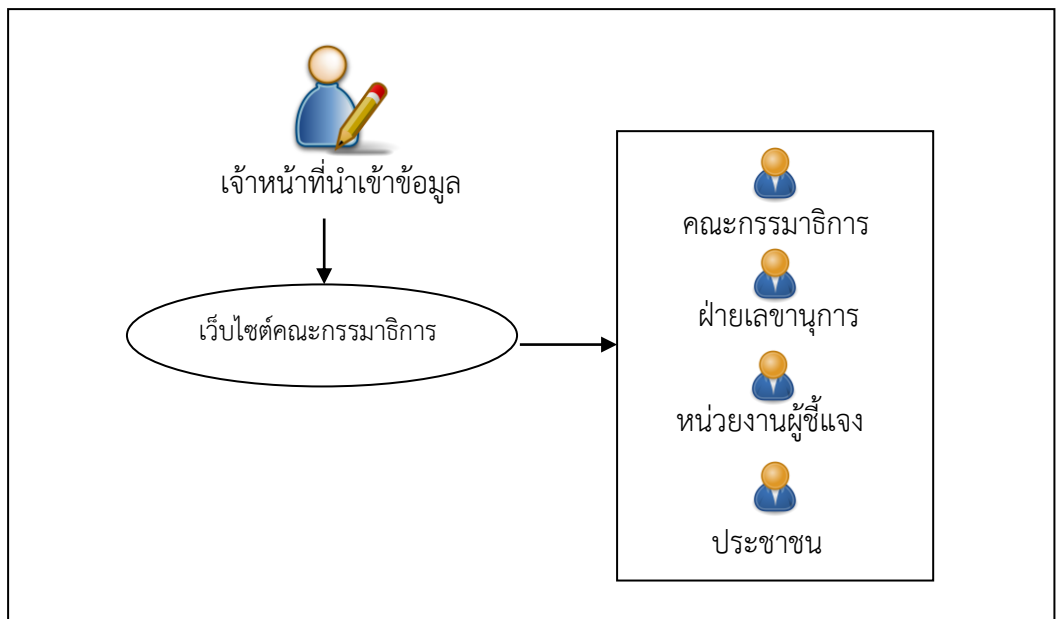 เจ้าหน้าที่นำเข้าข้อมูล
เว็บไซต์คณะกรรมาธิการ
คณะกรรมาธิการ
ฝ่ายเลขานุการ
หน่วยงานผู้ชี้แจง
ประชาชน